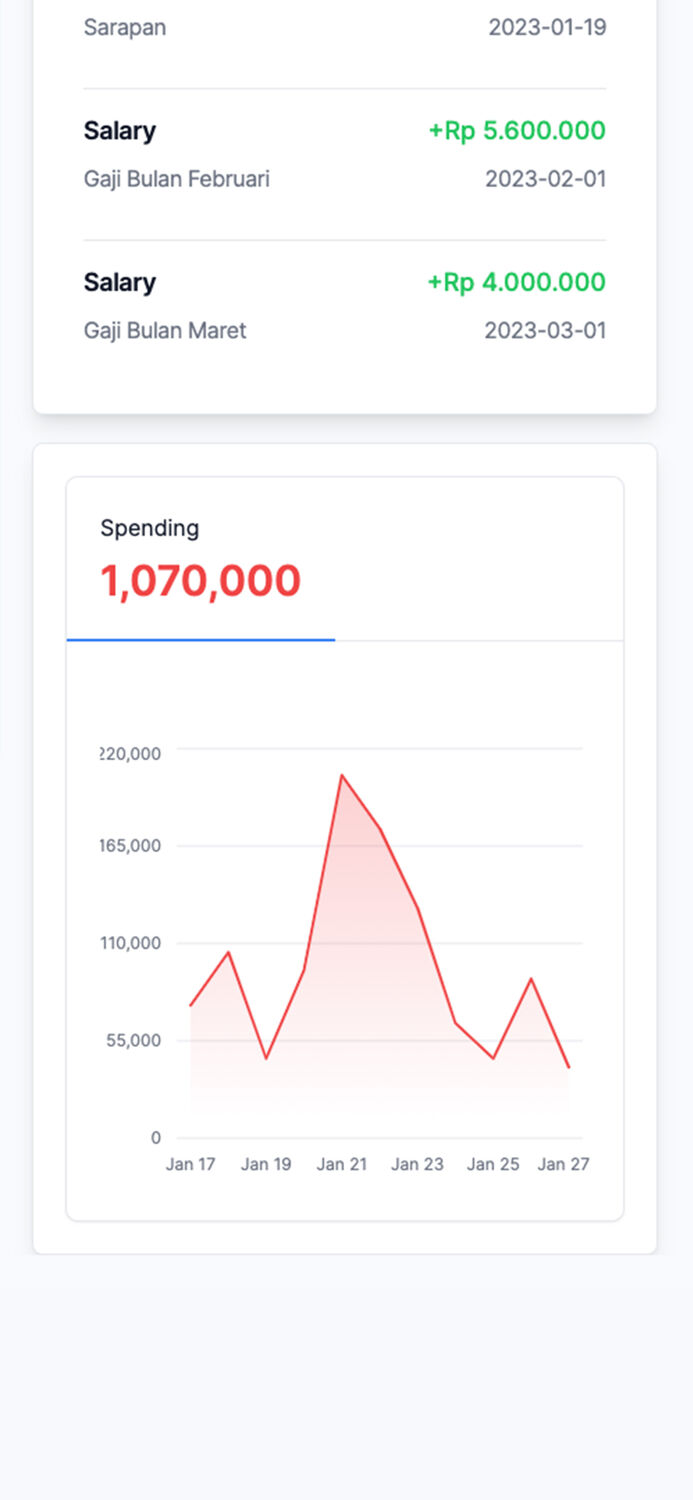 Sarapan 2023-01-19
Salary +Rp 5.600.000
Gaji Bulan Februari 2023-02-01
Salary +Rp 4.000.000
Gaji Bulan Maret 2023-03-01
Spending
1,070,000
220,000
165,000
110,000
55,000
0
Jan 17 Jan 19 Jan 21 Jan 23 Jan 25 Jan 27